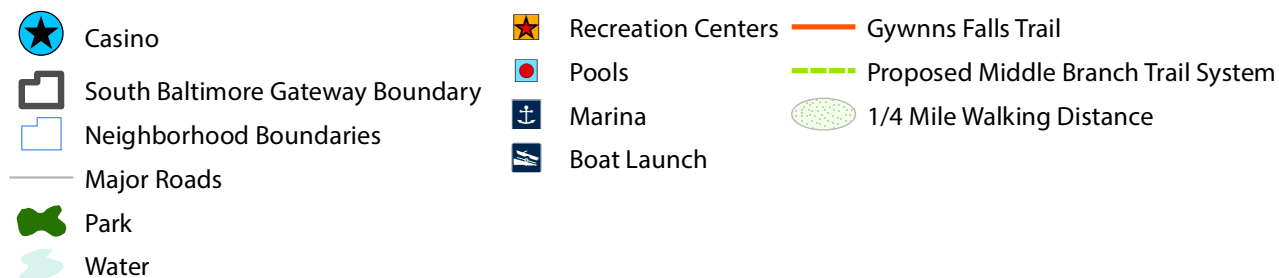 Casino
South Baltimore Gateway Boundary
Neighborhood Boundaries
Major Roads
Park
Water
Recreation Centers
Pools
Marina
Boat Launch
Gywnns Falls Trail
Proposed Middle Branch Trail System
1/4 Mile Walking Distance